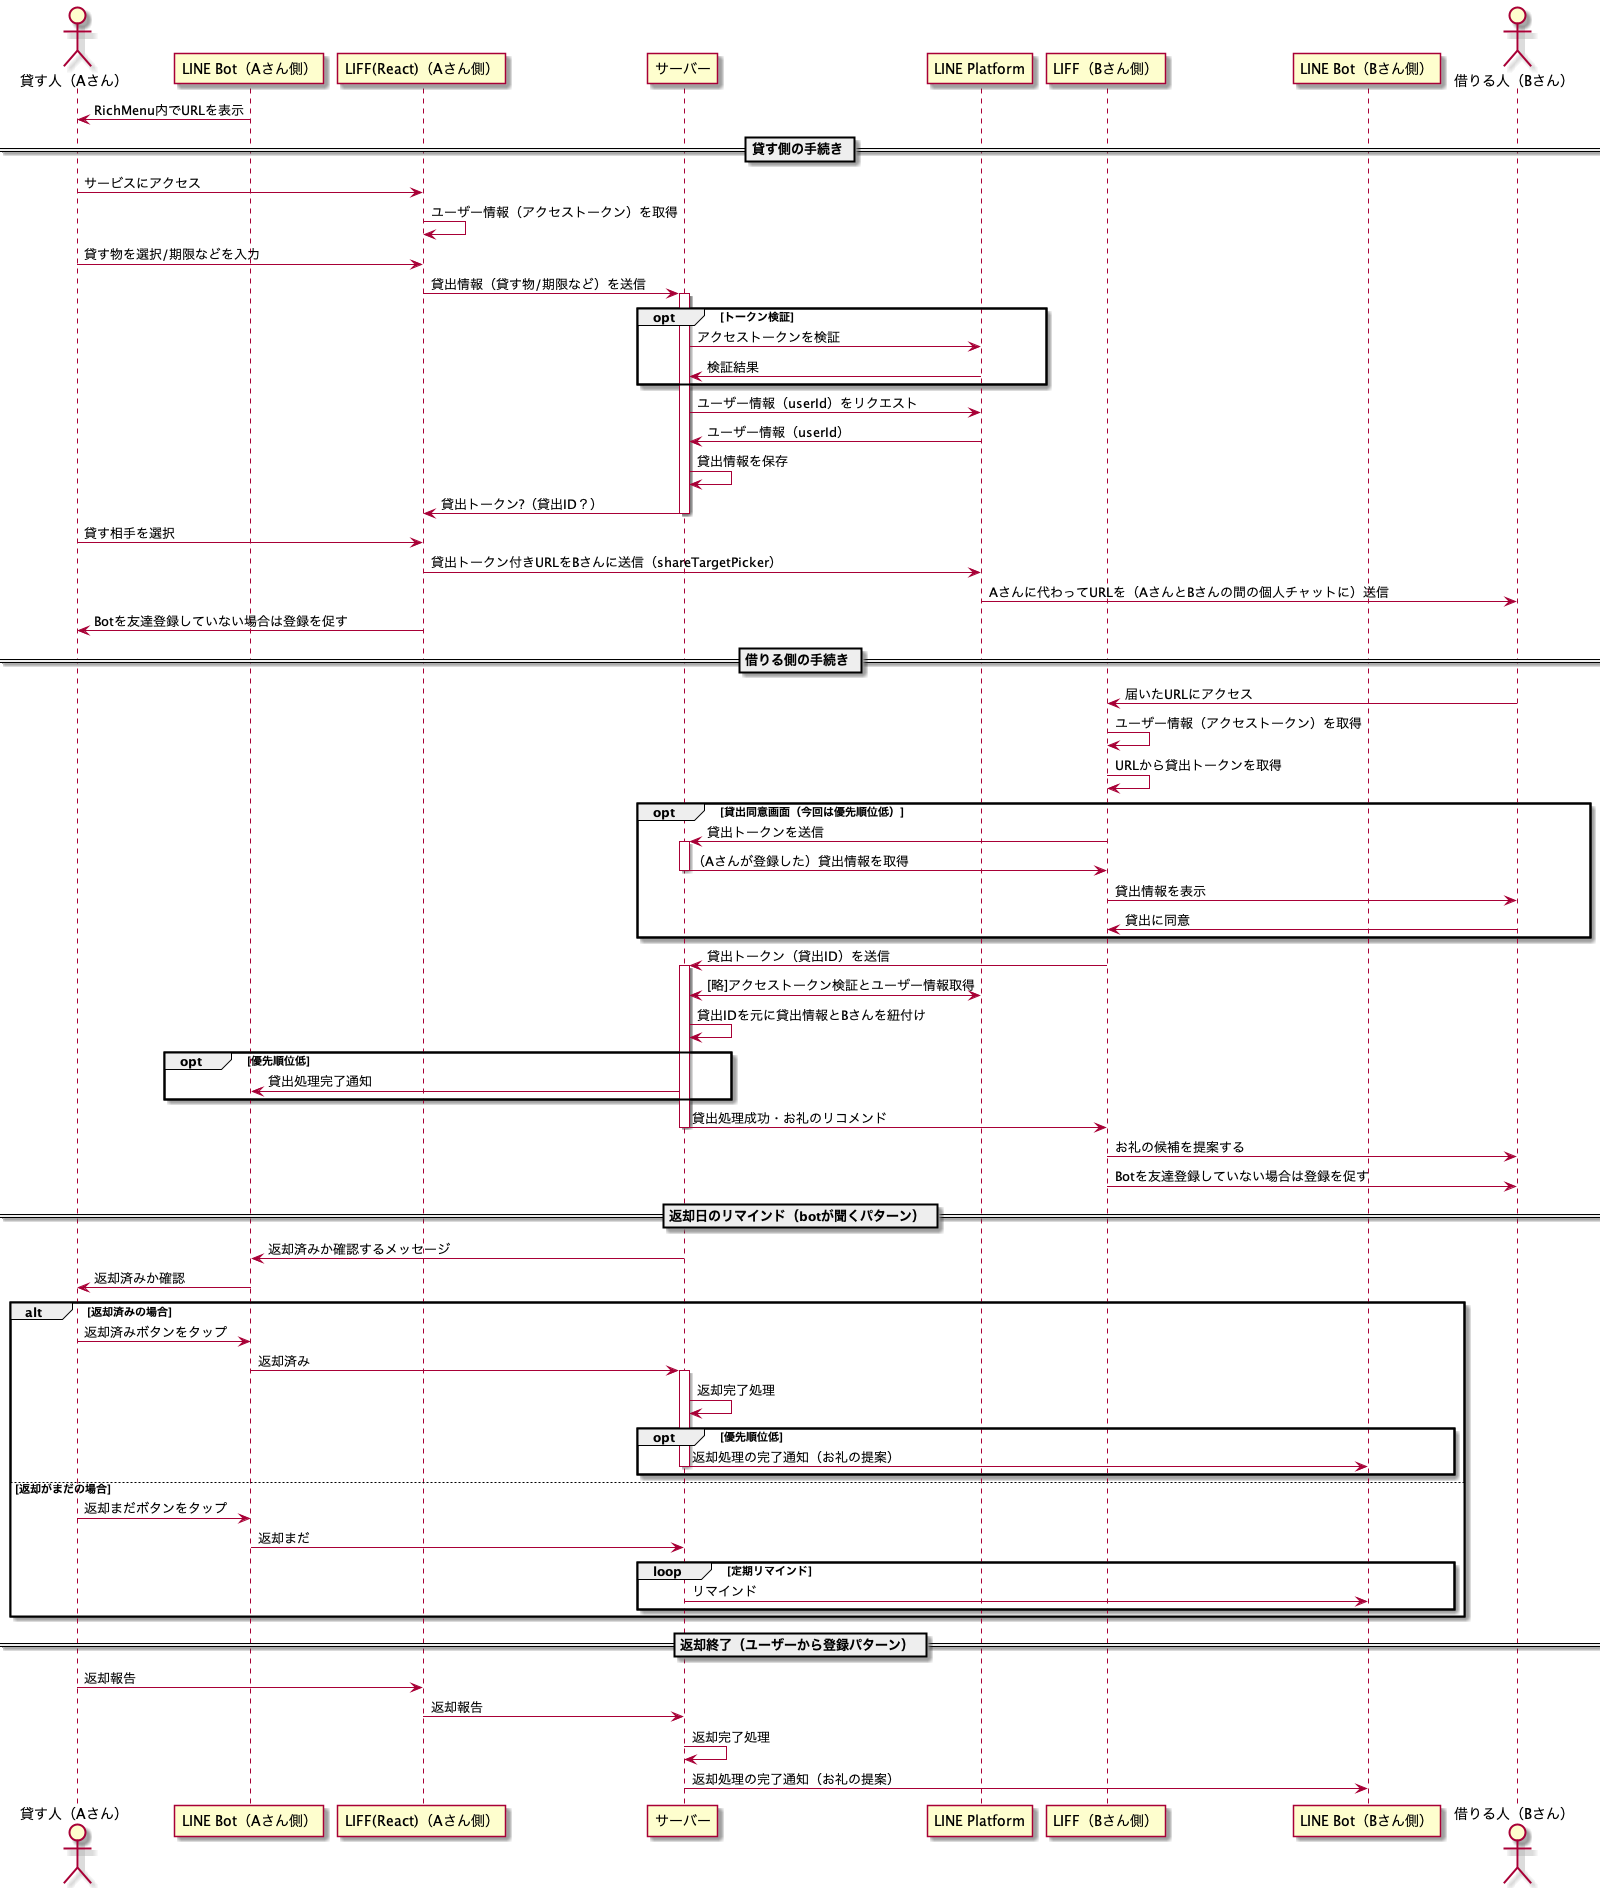 貸す人（Aさん）
LINE Bot（Aさん側）
LIFF(React)（Aさん側）
サーバー
LINE Platform
LIFF（Bさん側）
LINE Bot（Bさん側）
借りる人（Bさん）
RichMenu内でURLを表示
貸す側の手続き
サービスにアクセス
ユーザー情報（アクセストークン）を取得
貸す物を選択/期限などを入力
貸出情報（貸す物/期限など）を送信
opt
[トークン検証]
アクセストークンを検証
検証結果
ユーザー情報（userId）をリクエスト
ユーザー情報（userId）
貸出情報を保存
貸出トークン?（貸出ID？）
貸す相手を選択
貸出トークン付きURLをBさんに送信（shareTargetPicker）
Aさんに代わってURLを（AさんとBさんの間の個人チャットに）送信
Botを友達登録していない場合は登録を促す
借りる側の手続き
届いたURLにアクセス
ユーザー情報（アクセストークン）を取得
URLから貸出トークンを取得
opt
[貸出同意画面（今回は優先順位低）]
貸出トークンを送信
（Aさんが登録した）貸出情報を取得
貸出情報を表示
貸出に同意
貸出トークン（貸出ID）を送信
[略]アクセストークン検証とユーザー情報取得
貸出IDを元に貸出情報とBさんを紐付け
opt
[優先順位低]
貸出処理完了通知
貸出処理成功・お礼のリコメンド
お礼の候補を提案する
Botを友達登録していない場合は登録を促す
返却日のリマインド（botが聞くパターン）
返却済みか確認するメッセージ
返却済みか確認
alt
[返却済みの場合]
返却済みボタンをタップ
返却済み
返却完了処理
opt
[優先順位低]
返却処理の完了通知（お礼の提案）
[返却がまだの場合]
返却まだボタンをタップ
返却まだ
loop
[定期リマインド]
リマインド
返却終了（ユーザーから登録パターン）
返却報告
返却報告
返却完了処理
返却処理の完了通知（お礼の提案）
貸す人（Aさん）
LINE Bot（Aさん側）
LIFF(React)（Aさん側）
サーバー
LINE Platform
LIFF（Bさん側）
LINE Bot（Bさん側）
借りる人（Bさん）